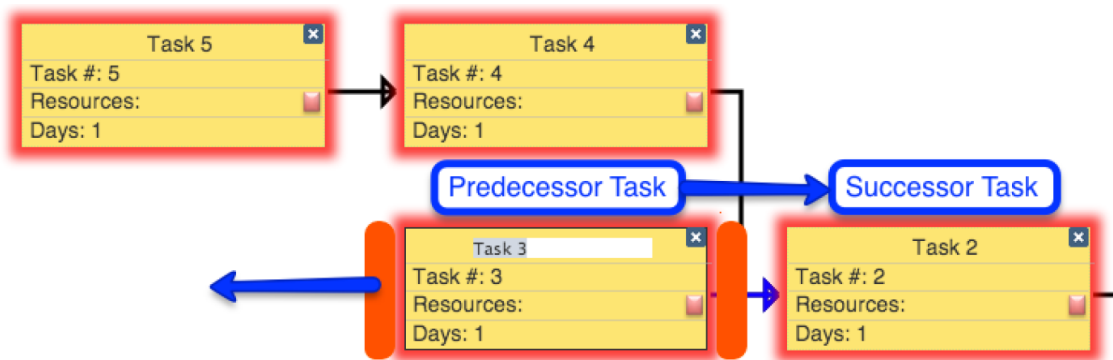 Task 5
Task #: 5
Resources:
Days: 1
Task 4
Task #: 4
Resources:
Days: 1
Predecessor Task
Successor Task
Task 3
Task #: 3
Resources:
Days: 1
Task 2
Task #: 2
Resources:
Days: 1